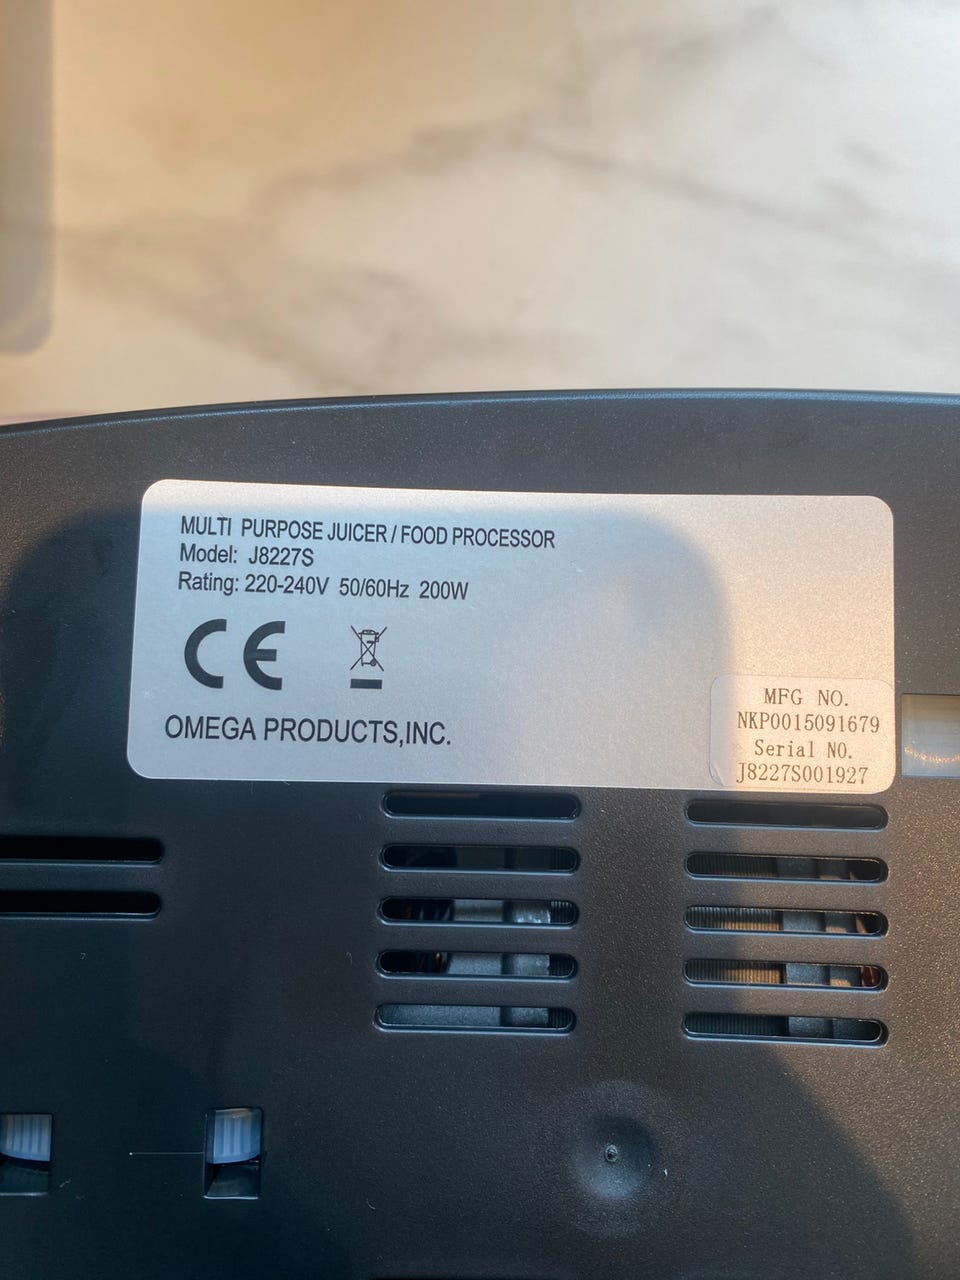 MULTI PURPOSE JUICER / FOOD PROCESSOR
Model: J8227S
Rating: 220-240V 50/60Hz 200W
CE
OMEGA PRODUCTS,INC.
MFG NO.
NKP0015091679
Serial NO.
J8227S001927